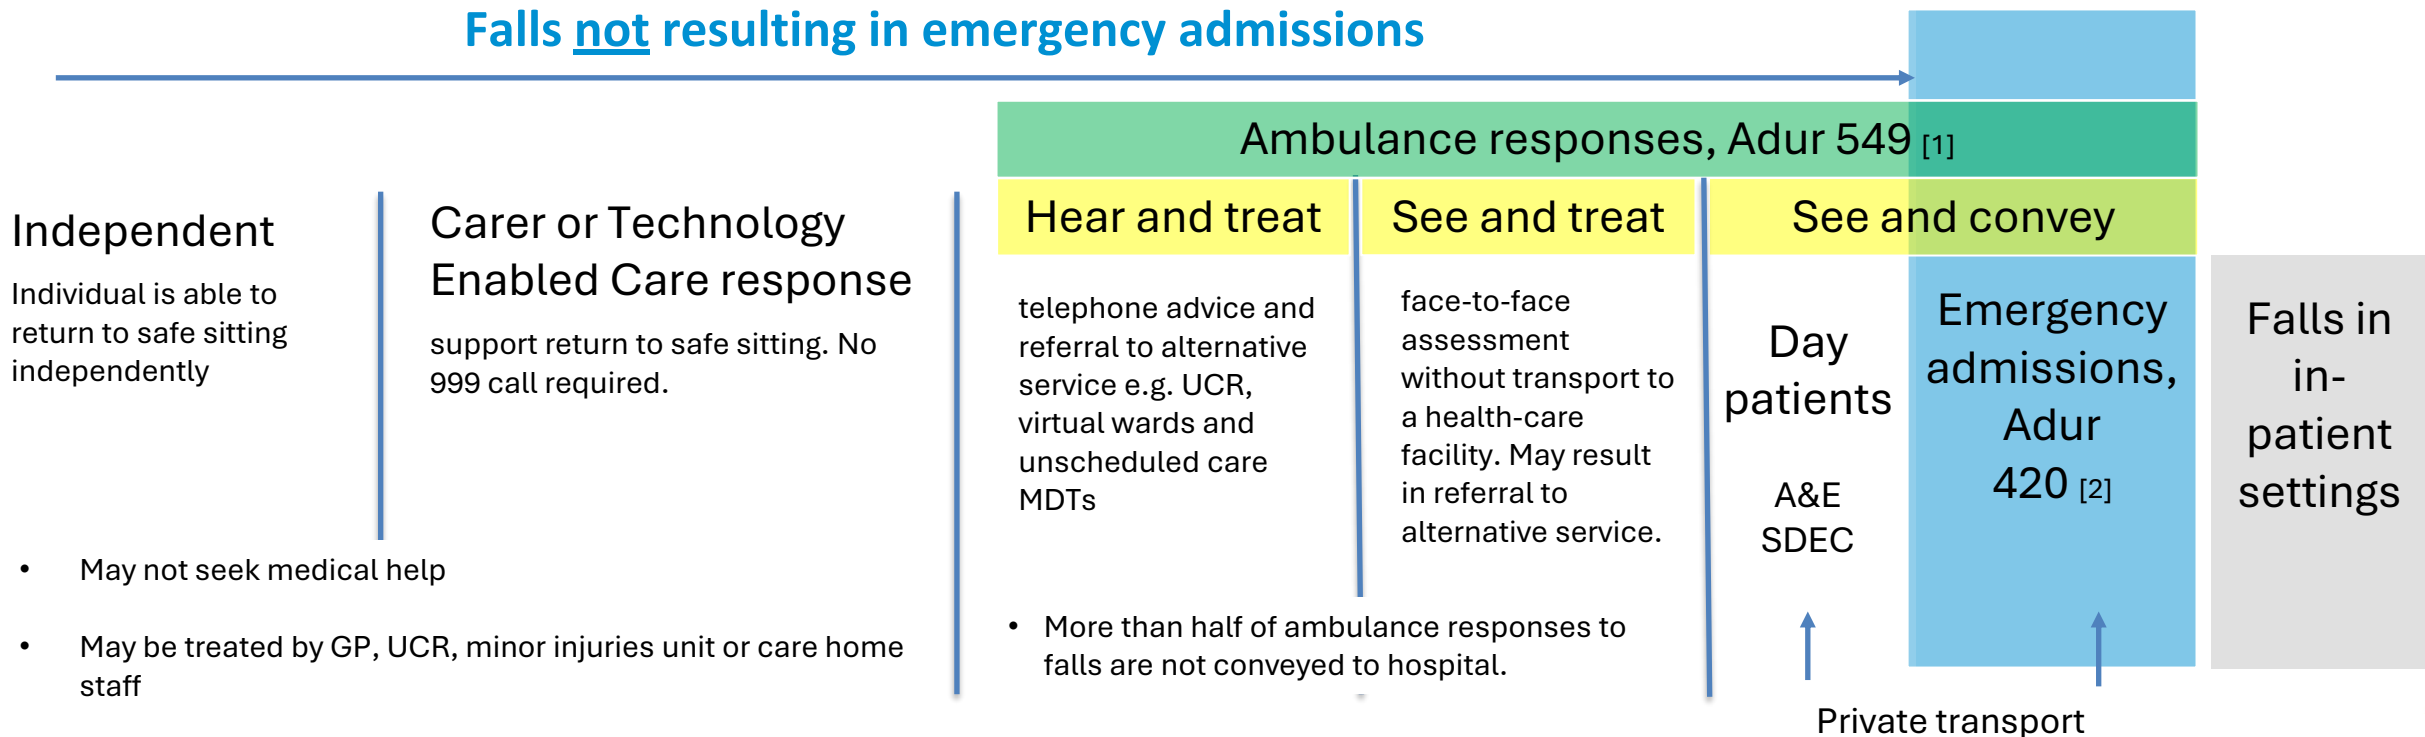 Falls not resulting in emergency admissions
Ambulance responses, Adur 549 [1]
Independent
Individual is able to
return to safe sitting
independently
Carer or Technology
Enabled Care response
support return to safe sitting. No
999 call required.
• May not seek medical help
• May be treated by GP, UCR, minor injuries unit or care home
staff
Hear and treat
telephone advice and
referral to alternative
service e.g. UCR,
virtual wards and
unscheduled care
MDTs
See and treat
face-to-face
assessment
without transport to
a health-care
facility. May result
in referral to
alternative service.
• More than half of ambulance responses to
falls are not conveyed to hospital.
See and convey
Day
patients
A&E
SDEC
Emergency
admissions,
Adur
420 [2]
Private transport
Falls in
in-
patient
settings